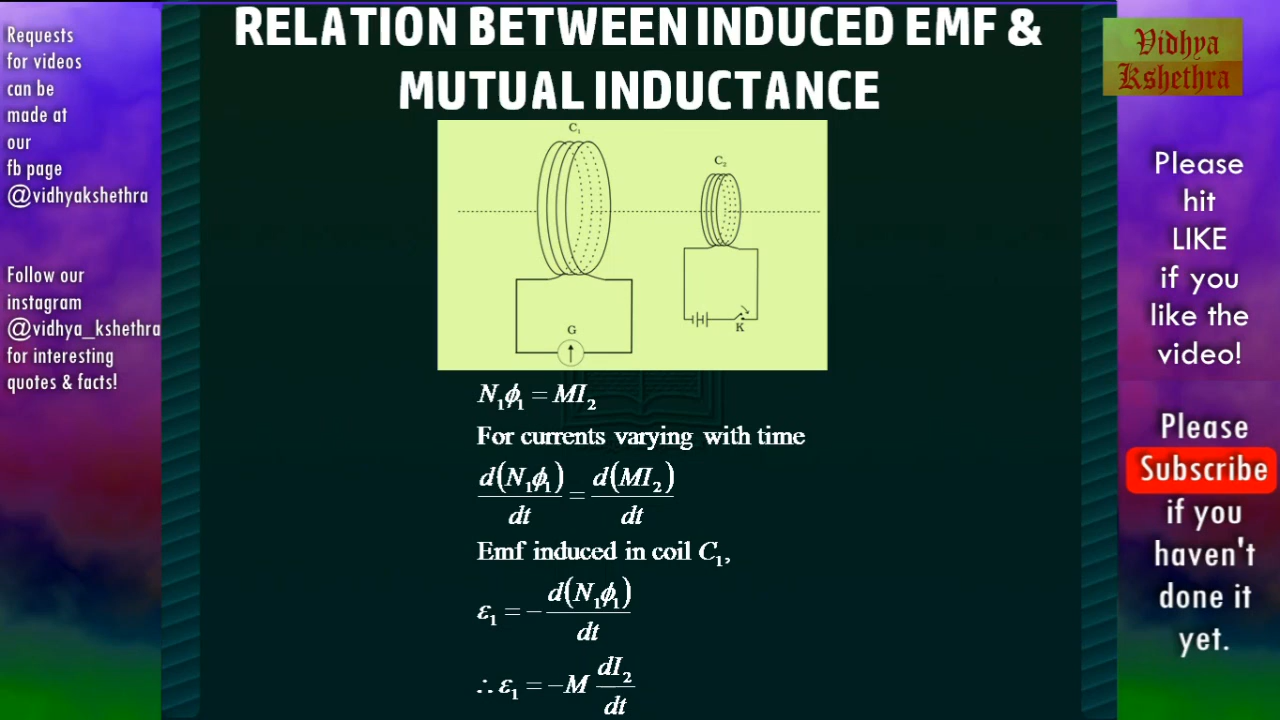 RELATION BETWEEN INDUCED EMF &
MUTUAL INDUCTANCE
Vidhya
Kshethra
Requests
for videos
can be
made at
our
fb page
@vidhyakshethra
Follow our
instagram
@vidhya_kshethra
for interesting
quotes & facts!
C₁
C₂
G
K
N₁ϕ₁ = MI₂
For currents varying with time
d(N₁ϕ₁)/dt = d(MI₂)/dt
Emf induced in coil C₁,
ε₁ = −d(N₁ϕ₁)/dt
∴ ε₁ = −M dI₂/dt
Please
hit
LIKE
if you
like the
video!
Please
Subscribe
if you
haven't
done it
yet.